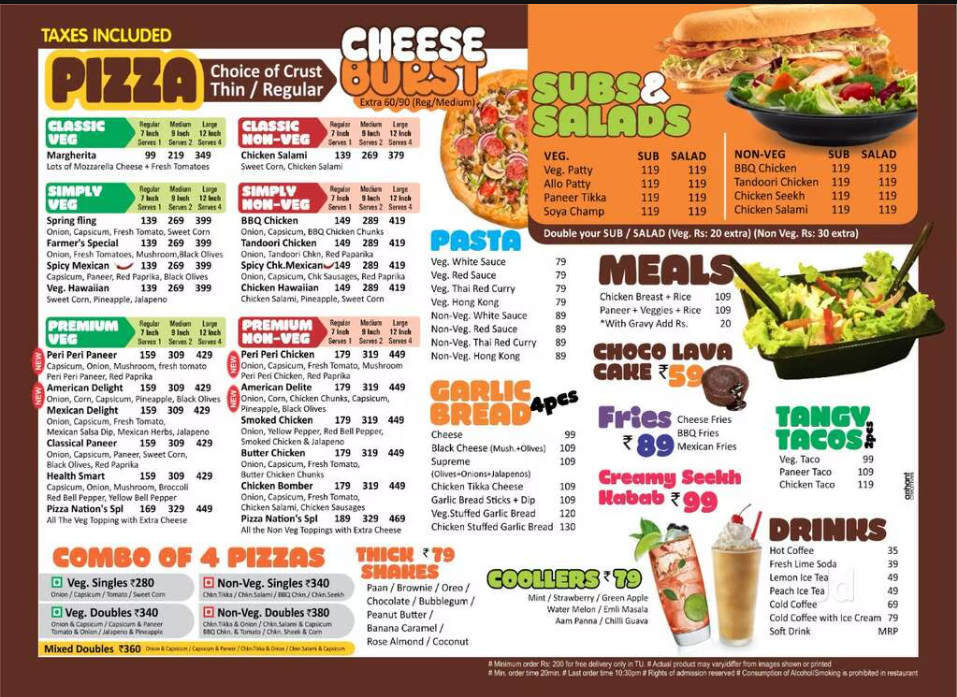 TAXES INCLUDED
PIZZA
Choice of Crust
Thin / Regular
CHEESE
BURST
Extra 60/90 (Reg/Medium)
CLASSIC VEG
Regular 7 Inch Serves 1
Medium 9 Inch Serves 2
Large 12 Inch Serves 4
Margherita 99 219 349
Lots of Mozzarella Cheese + Fresh Tomatoes
SIMPLY VEG
Regular 7 Inch Serves 1
Medium 9 Inch Serves 2
Large 12 Inch Serves 4
Spring fling 139 269 399
Onion, Capsicum, Fresh Tomato, Sweet Corn
Farmer's Special 139 269 399
Onion, Fresh Tomatoes, Mushroom,Black Olives
Spicy Mexican 139 269 399
Capsicum, Paneer, Red Paprika, Black Olives
Veg. Hawaiian 139 269 399
Sweet Corn, Pineapple, Jalapeno
PREMIUM VEG
Regular 7 Inch Serves 1
Medium 9 Inch Serves 2
Large 12 Inch Serves 4
NEW
Peri Peri Paneer 159 309 429
Capsicum, Onion, Mushroom, fresh tomato
Peri Peri Paneer, Red Paprika
NEW
American Delight 159 309 429
Onion, Corn, Capsicum, Pineapple, Black Olives
Mexican Delight 159 309 429
Onion, Capsicum, Fresh Tomato,
Mexican Salsa Dip, Mexican Herbs, Jalapeno
Classical Paneer 159 309 429
Onion, Capsicum, Paneer, Sweet Corn,
Black Olives, Red Paprika
Health Smart 159 309 429
Capsicum, Onion, Mushroom, Broccoli
Red Bell Pepper, Yellow Bell Pepper
Pizza Nation's Spl 169 329 449
All The Veg Topping with Extra Cheese
CLASSIC NON-VEG
Regular 7 Inch Serves 1
Medium 9 Inch Serves 2
Large 12 Inch Serves 4
Chicken Salami 139 269 379
Sweet Corn, Chicken Salami
SIMPLY NON-VEG
Regular 7 Inch Serves 1
Medium 9 Inch Serves 2
Large 12 Inch Serves 4
BBQ Chicken 149 289 419
Onion, Capsicum, BBQ Chicken Chunks
Tandoori Chicken 149 289 419
Onion, Tandoori Chkn, Red Paparika
Spicy Chk.Mexican 149 289 419
Onion, Capsicum, Chk Sausages, Red Paprika
Chicken Hawaiian 149 289 419
Chicken Salami, Pineapple, Sweet Corn
PREMIUM NON-VEG
Regular 7 Inch Serves 1
Medium 9 Inch Serves 2
Large 12 Inch Serves 4
NEW
Peri Peri Chicken 179 319 449
Onion, Capsicum, Fresh Tomato, Mushroom
Peri Peri Chicken, Red Paprika
NEW
American Delite 179 319 449
Onion, Corn, Chicken Chunks, Capsicum,
Pineapple, Black Olives
Smoked Chicken 179 319 449
Onion, Yellow Pepper, Red Bell Pepper,
Smoked Chicken & Jalapeno
Butter Chicken 179 319 449
Onion, Capsicum, Fresh Tomato,
Butter Chicken Chunks
Chicken Bomber 179 319 449
Onion, Capsicum, Fresh Tomato,
Chicken Salami, Chicken Sausages
Pizza Nation's Spl 189 329 469
All the Non Veg Toppings with Extra Cheese
SUBS& SALADS
VEG. SUB SALAD
Veg. Patty 119 119
Allo Patty 119 119
Paneer Tikka 119 119
Soya Champ 119 119
NON-VEG SUB SALAD
BBQ Chicken 119 119
Tandoori Chicken 119 119
Chicken Seekh 119 119
Chicken Salami 119 119
Double your SUB / SALAD (Veg. Rs: 20 extra) (Non Veg. Rs: 30 extra)
PASTA
Veg. White Sauce 79
Veg. Red Sauce 79
Veg. Thai Red Curry 79
Veg. Hong Kong 79
Non-Veg. White Sauce 89
Non-Veg. Red Sauce 89
Non-Veg. Thai Red Curry 89
Non-Veg. Hong Kong 89
GARLIC BREAD 4pcs
Cheese 99
Black Cheese (Mush.+Olives) 109
Supreme 109
(Olives+Onions+Jalapenos)
Chicken Tikka Cheese 109
Garlic Bread Sticks + Dip 109
Veg.Stuffed Garlic Bread 120
Chicken Stuffed Garlic Bread 130
MEALS
Chicken Breast + Rice 109
Paneer + Veggies + Rice 109
*With Gravy Add Rs. 20
CHOCO LAVA
CAKE ₹59
Fries
₹ 89
Cheese Fries
BBQ Fries
Mexican Fries
Creamy Seekh
Kabab ₹99
TANGY
TACOS 2pcs
Veg. Taco 99
Paneer Taco 109
Chicken Taco 119
DRINKS
Hot Coffee 35
Fresh Lime Soda 39
Lemon Ice Tea 49
Peach Ice Tea 49
Cold Coffee 69
Cold Coffee with Ice Cream 79
Soft Drink MRP
COMBO OF 4 PIZZAS
Veg. Singles ₹280
Onion / Capsicum / Tomato / Sweet Corn
Non-Veg. Singles ₹340
Chkn.Tikka / Chkn.Salami / BBQ Chkn./ Chkn.Seekh
Veg. Doubles ₹340
Onion & Capsicum / Capsicum & Paneer
Tomato & Onion / Jalapeno & Pineapple
Non-Veg. Doubles ₹380
Chkn.Tikka & Onion / Chkn.Salami & Capsicum
BBQ Chkn. & Tomato / Chkn. Sheek & Corn
Mixed Doubles ₹360 Onion & Capsicum / Capsicum & Paneer / Chkn.Tikka & Onion / Chkn.Salami & Capsicum
THICK ₹79
SHAKES
Paan / Brownie / Oreo /
Chocolate / Bubblegum /
Peanut Butter /
Banana Caramel /
Rose Almond / Coconut
COOLLERS ₹79
Mint / Strawberry / Green Apple
Water Melon / Emli Masala
Aam Panna / Chilli Guava
# Minimum order Rs: 200 for free delivery only in TU. # Actual product may vary/differ from images shown or printed
# Min. order time 20min. # Last order time 10:30pm # Rights of admission reserved # Consumption of Alcohol/Smoking is prohibited in restaurant